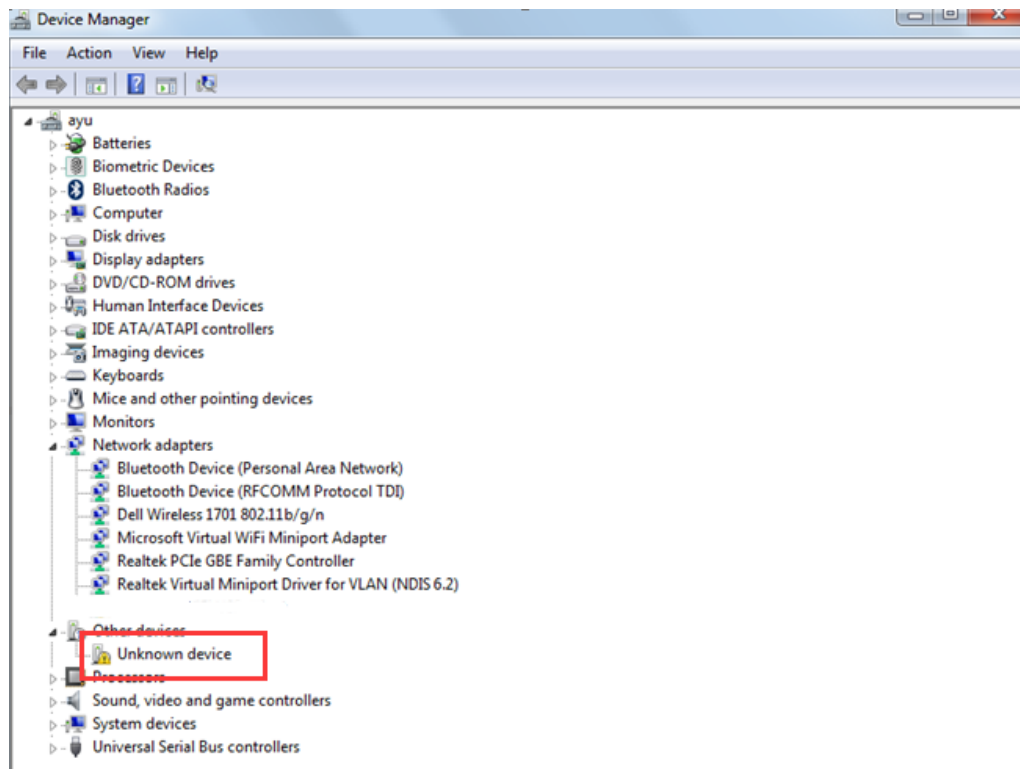 Device Manager
File Action View Help
ayu
Batteries
Biometric Devices
Bluetooth Radios
Computer
Disk drives
Display adapters
DVD/CD-ROM drives
Human Interface Devices
IDE ATA/ATAPI controllers
Imaging devices
Keyboards
Mice and other pointing devices
Monitors
Network adapters
Bluetooth Device (Personal Area Network)
Bluetooth Device (RFCOMM Protocol TDI)
Dell Wireless 1701 802.11b/g/n
Microsoft Virtual WiFi Miniport Adapter
Realtek PCIe GBE Family Controller
Realtek Virtual Miniport Driver for VLAN (NDIS 6.2)
Other devices
Unknown device
Processors
Sound, video and game controllers
System devices
Universal Serial Bus controllers